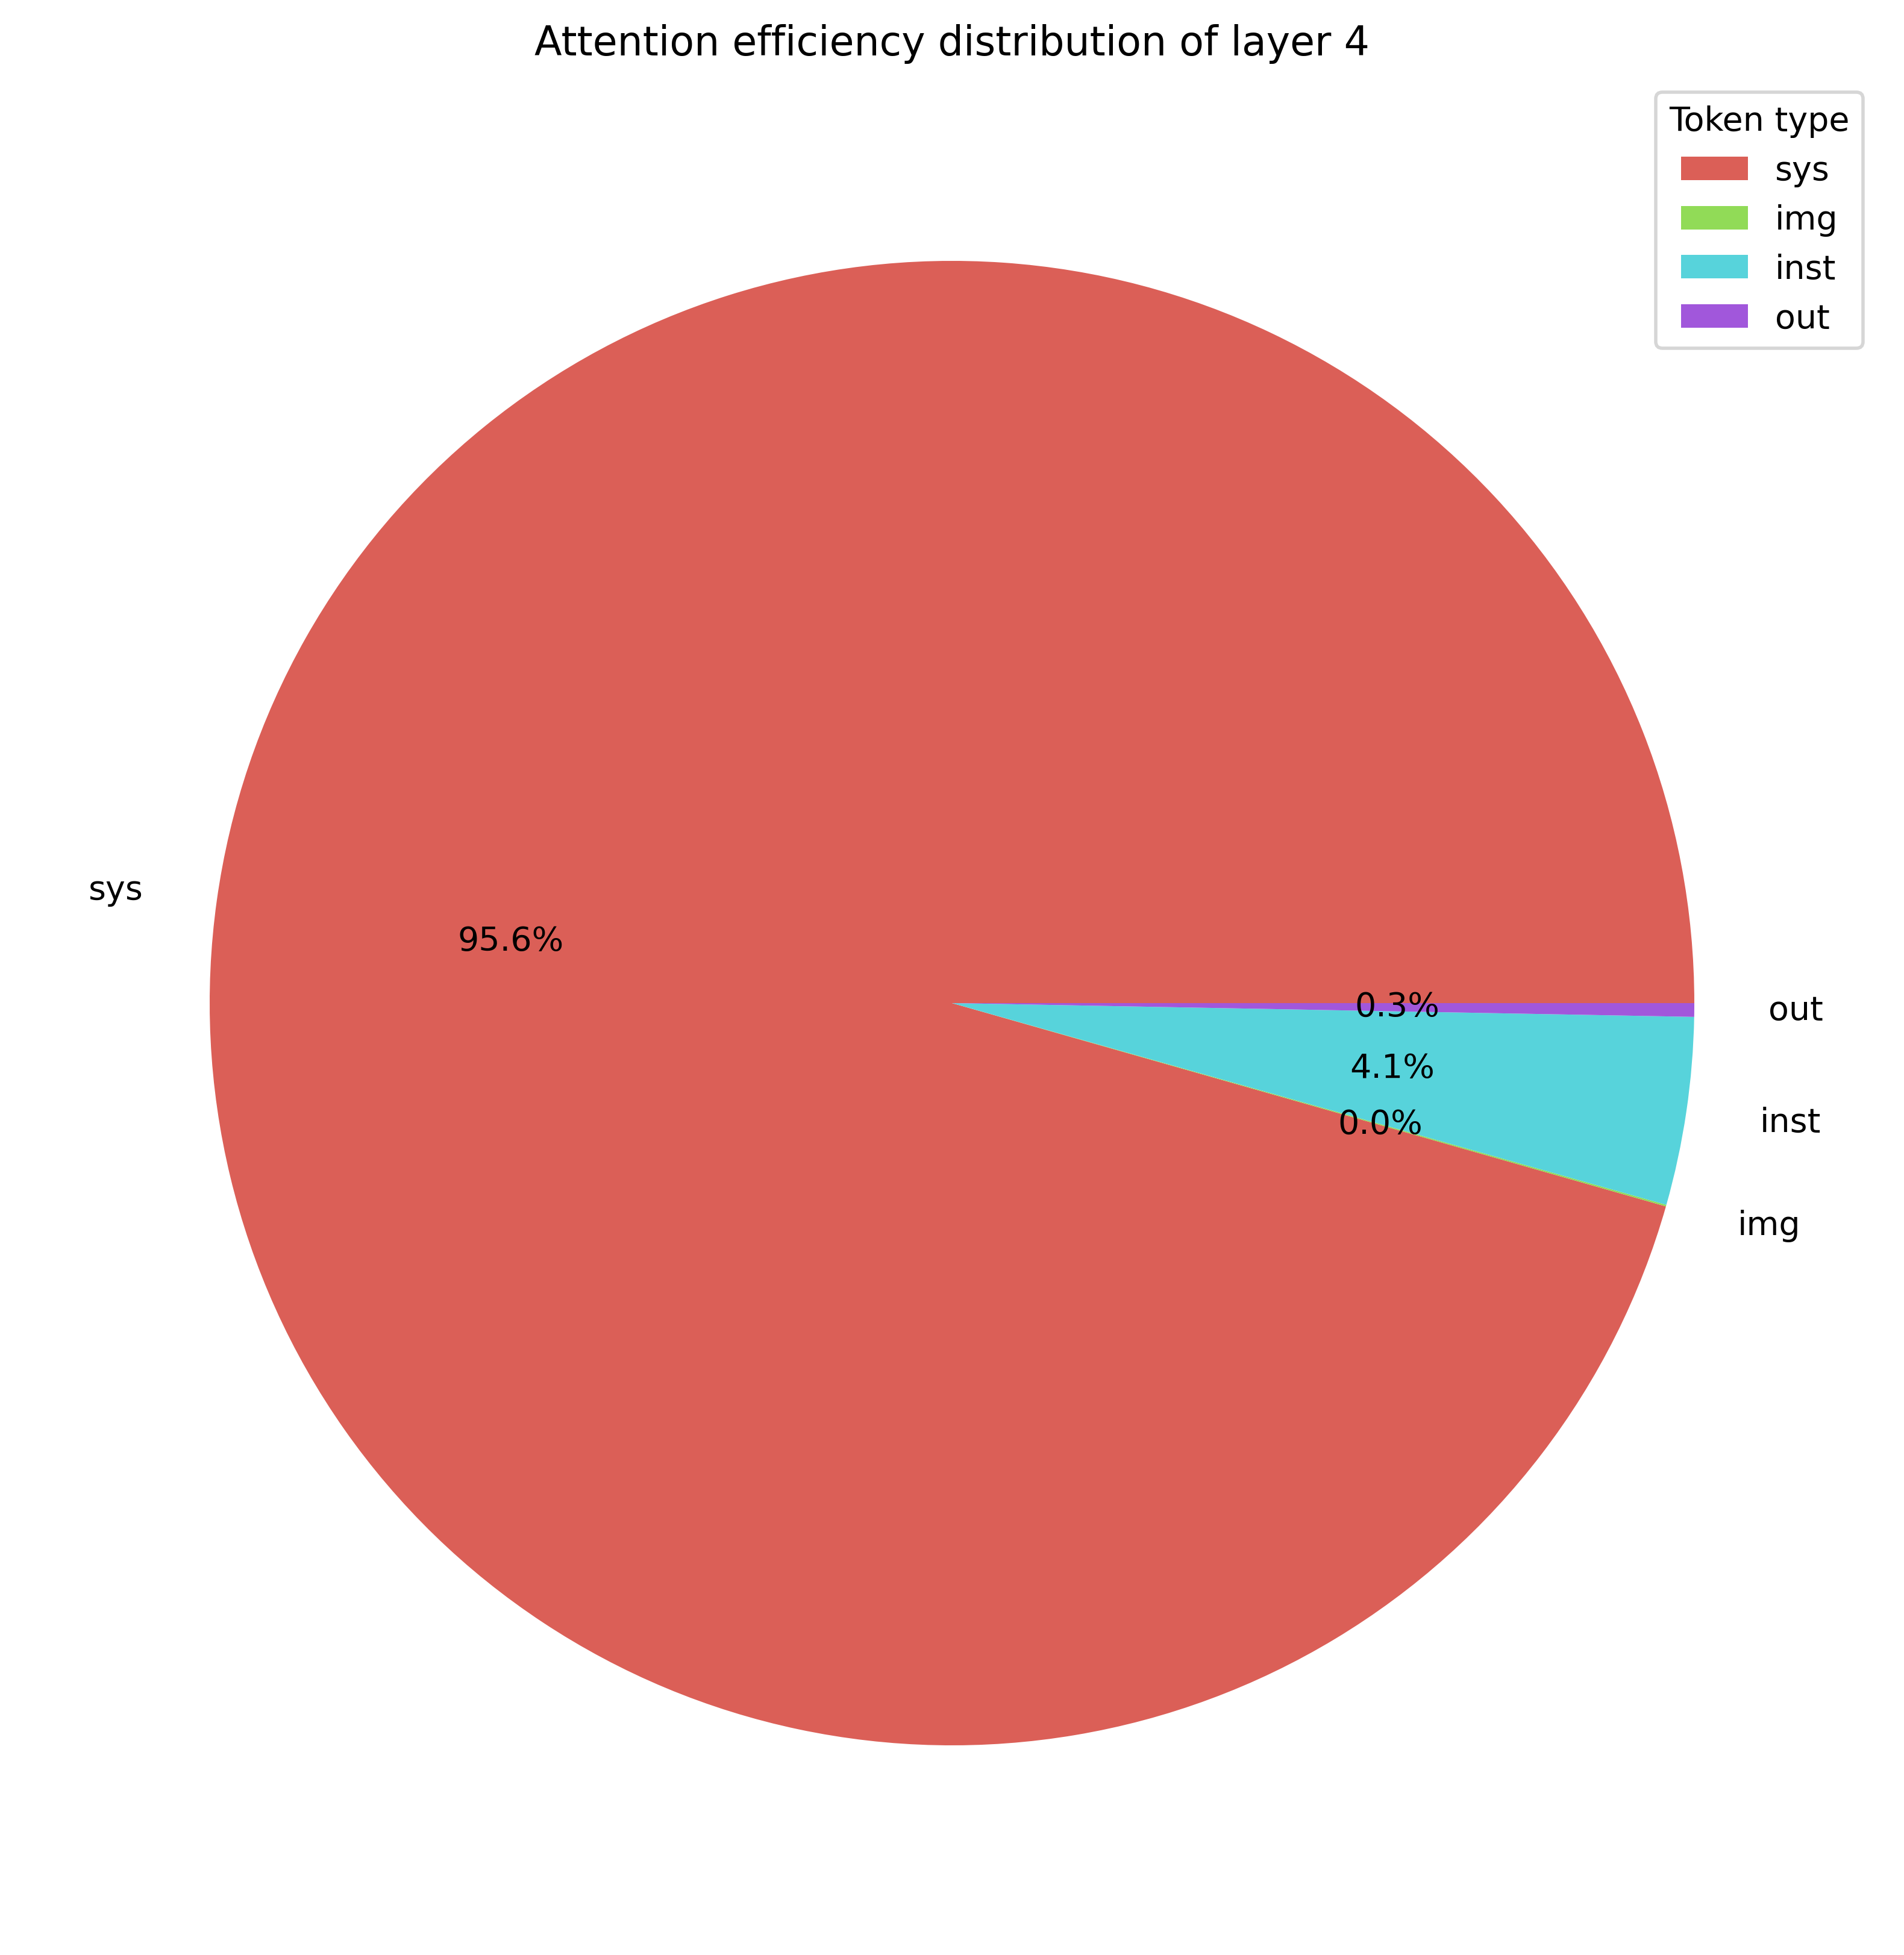 Attention efficiency distribution of layer 4
Token type
sys
img
inst
out
sys
95.6%
0.3%
out
4.1%
inst
0.0%
img